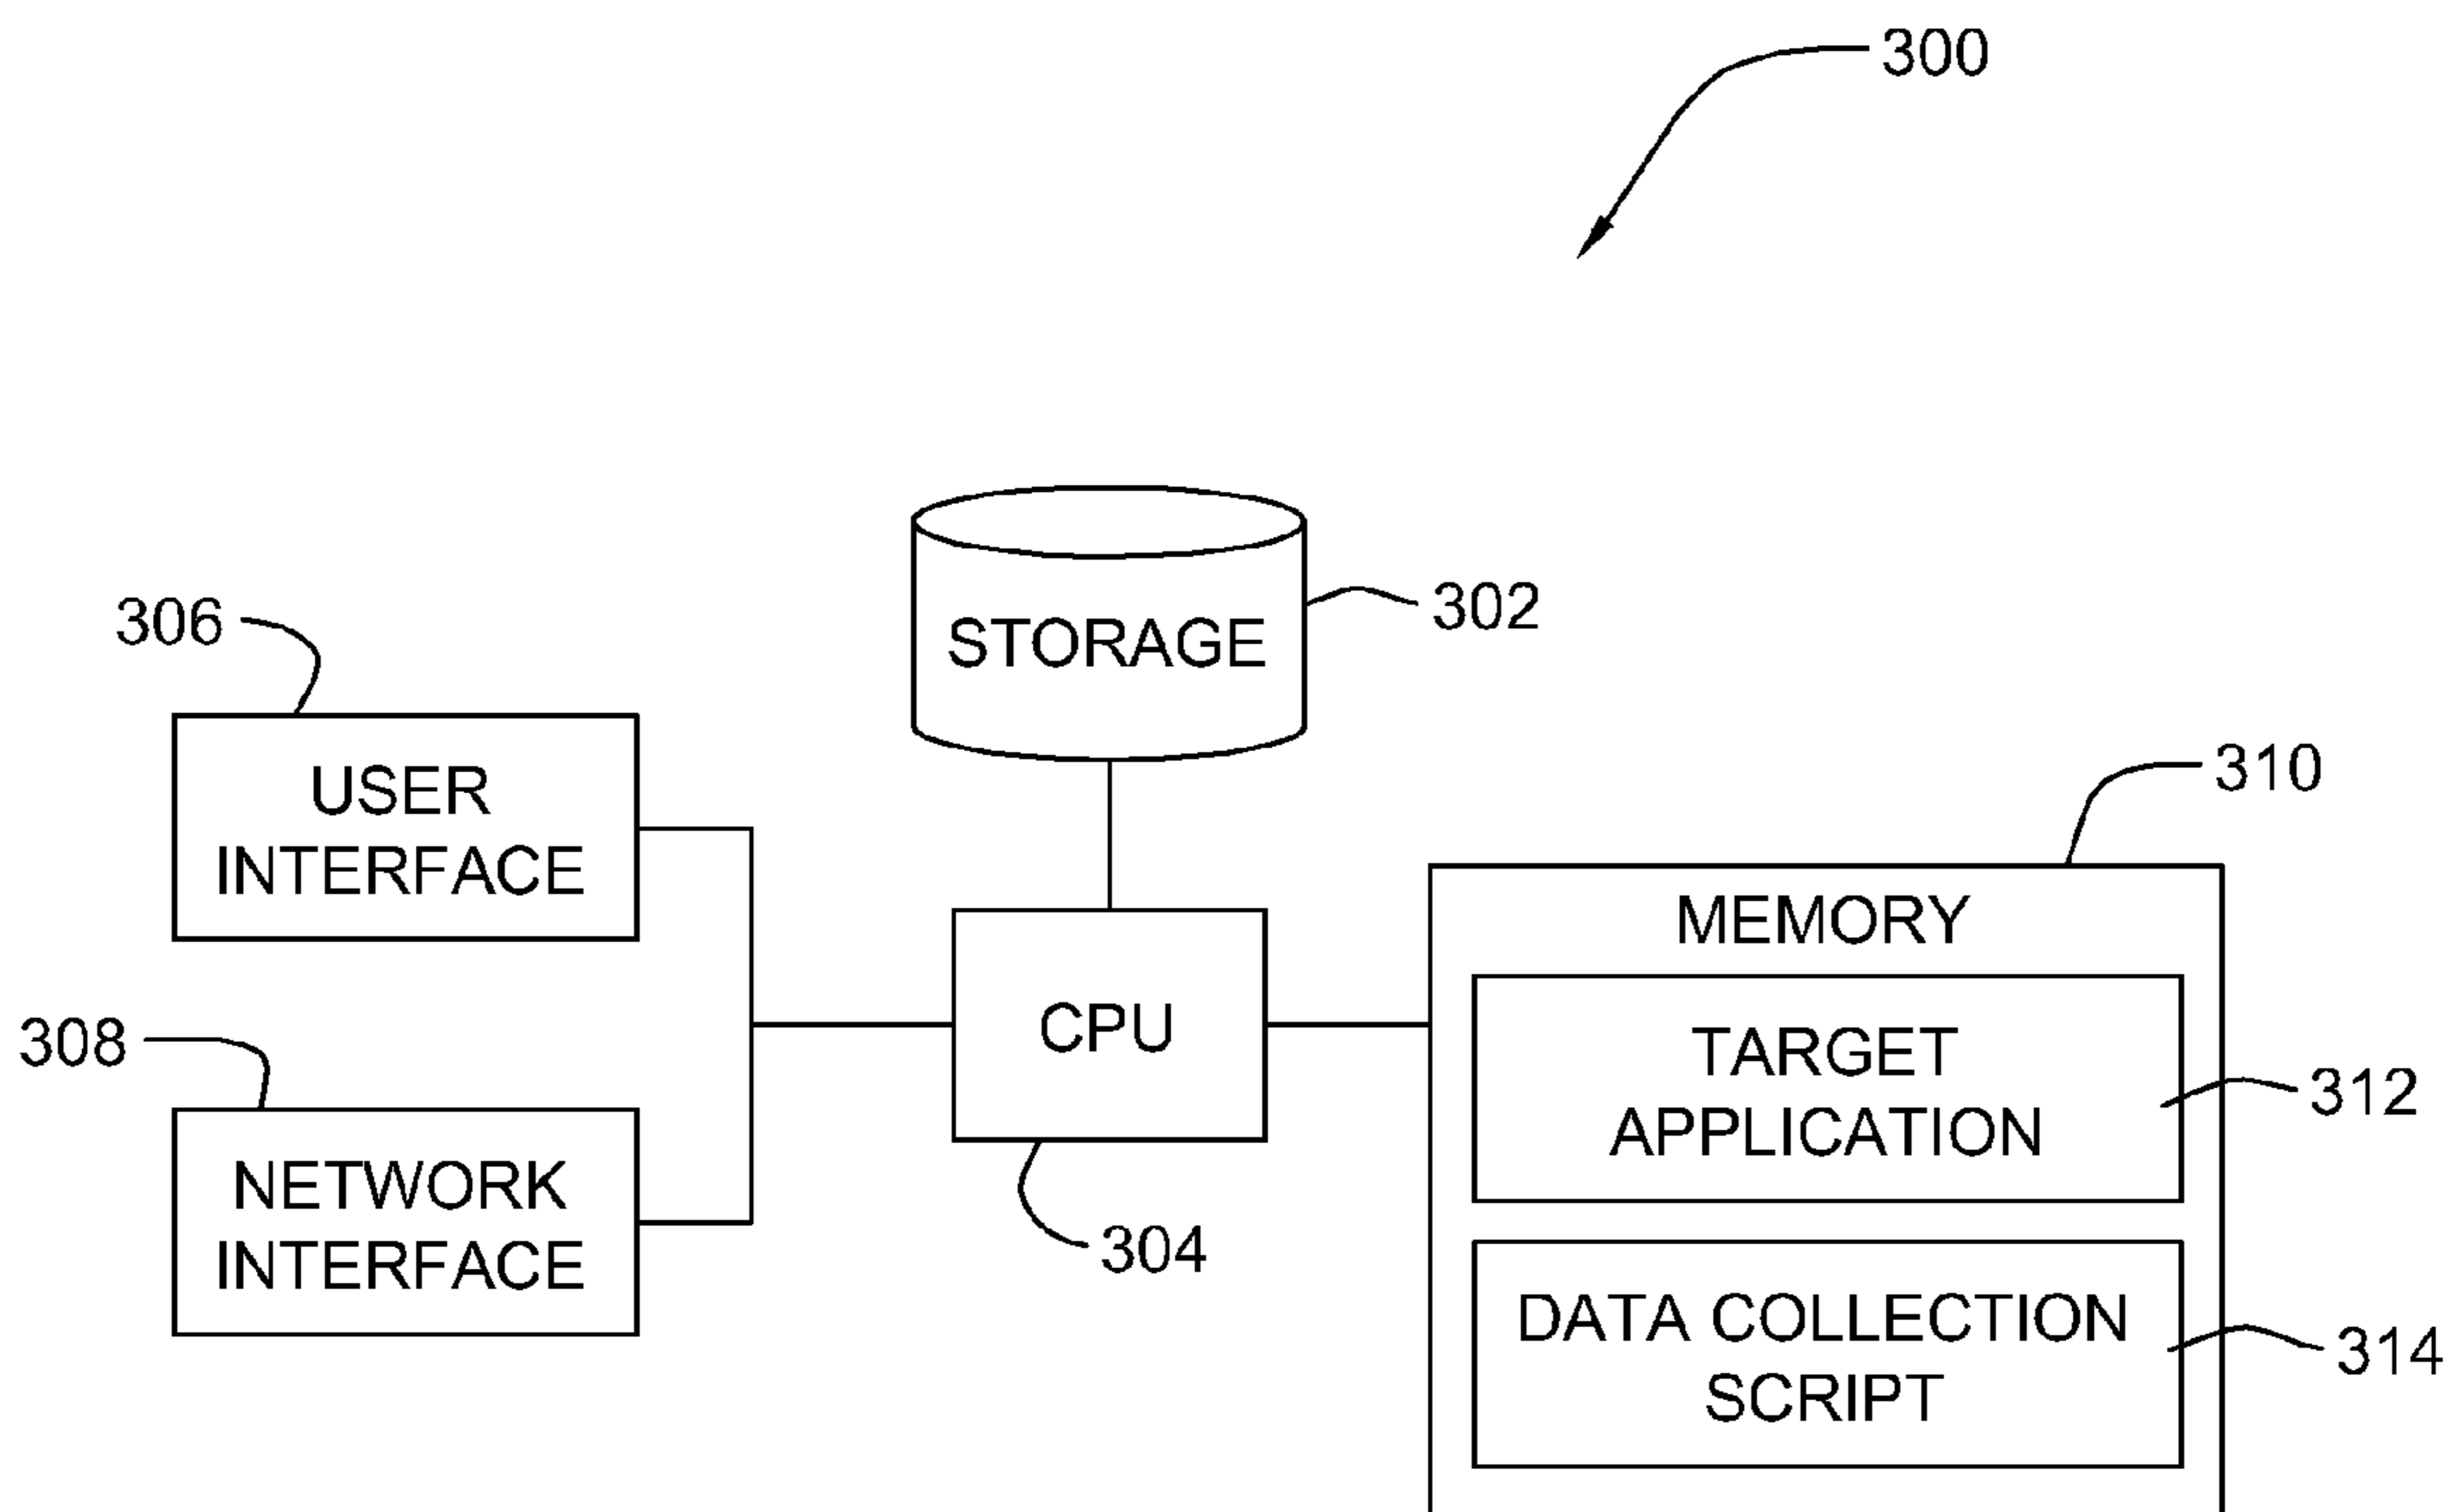 300
STORAGE
302
306
USER
INTERFACE
310
MEMORY
308
CPU
TARGET
APPLICATION
312
NETWORK
INTERFACE
304
DATA COLLECTION
SCRIPT
314